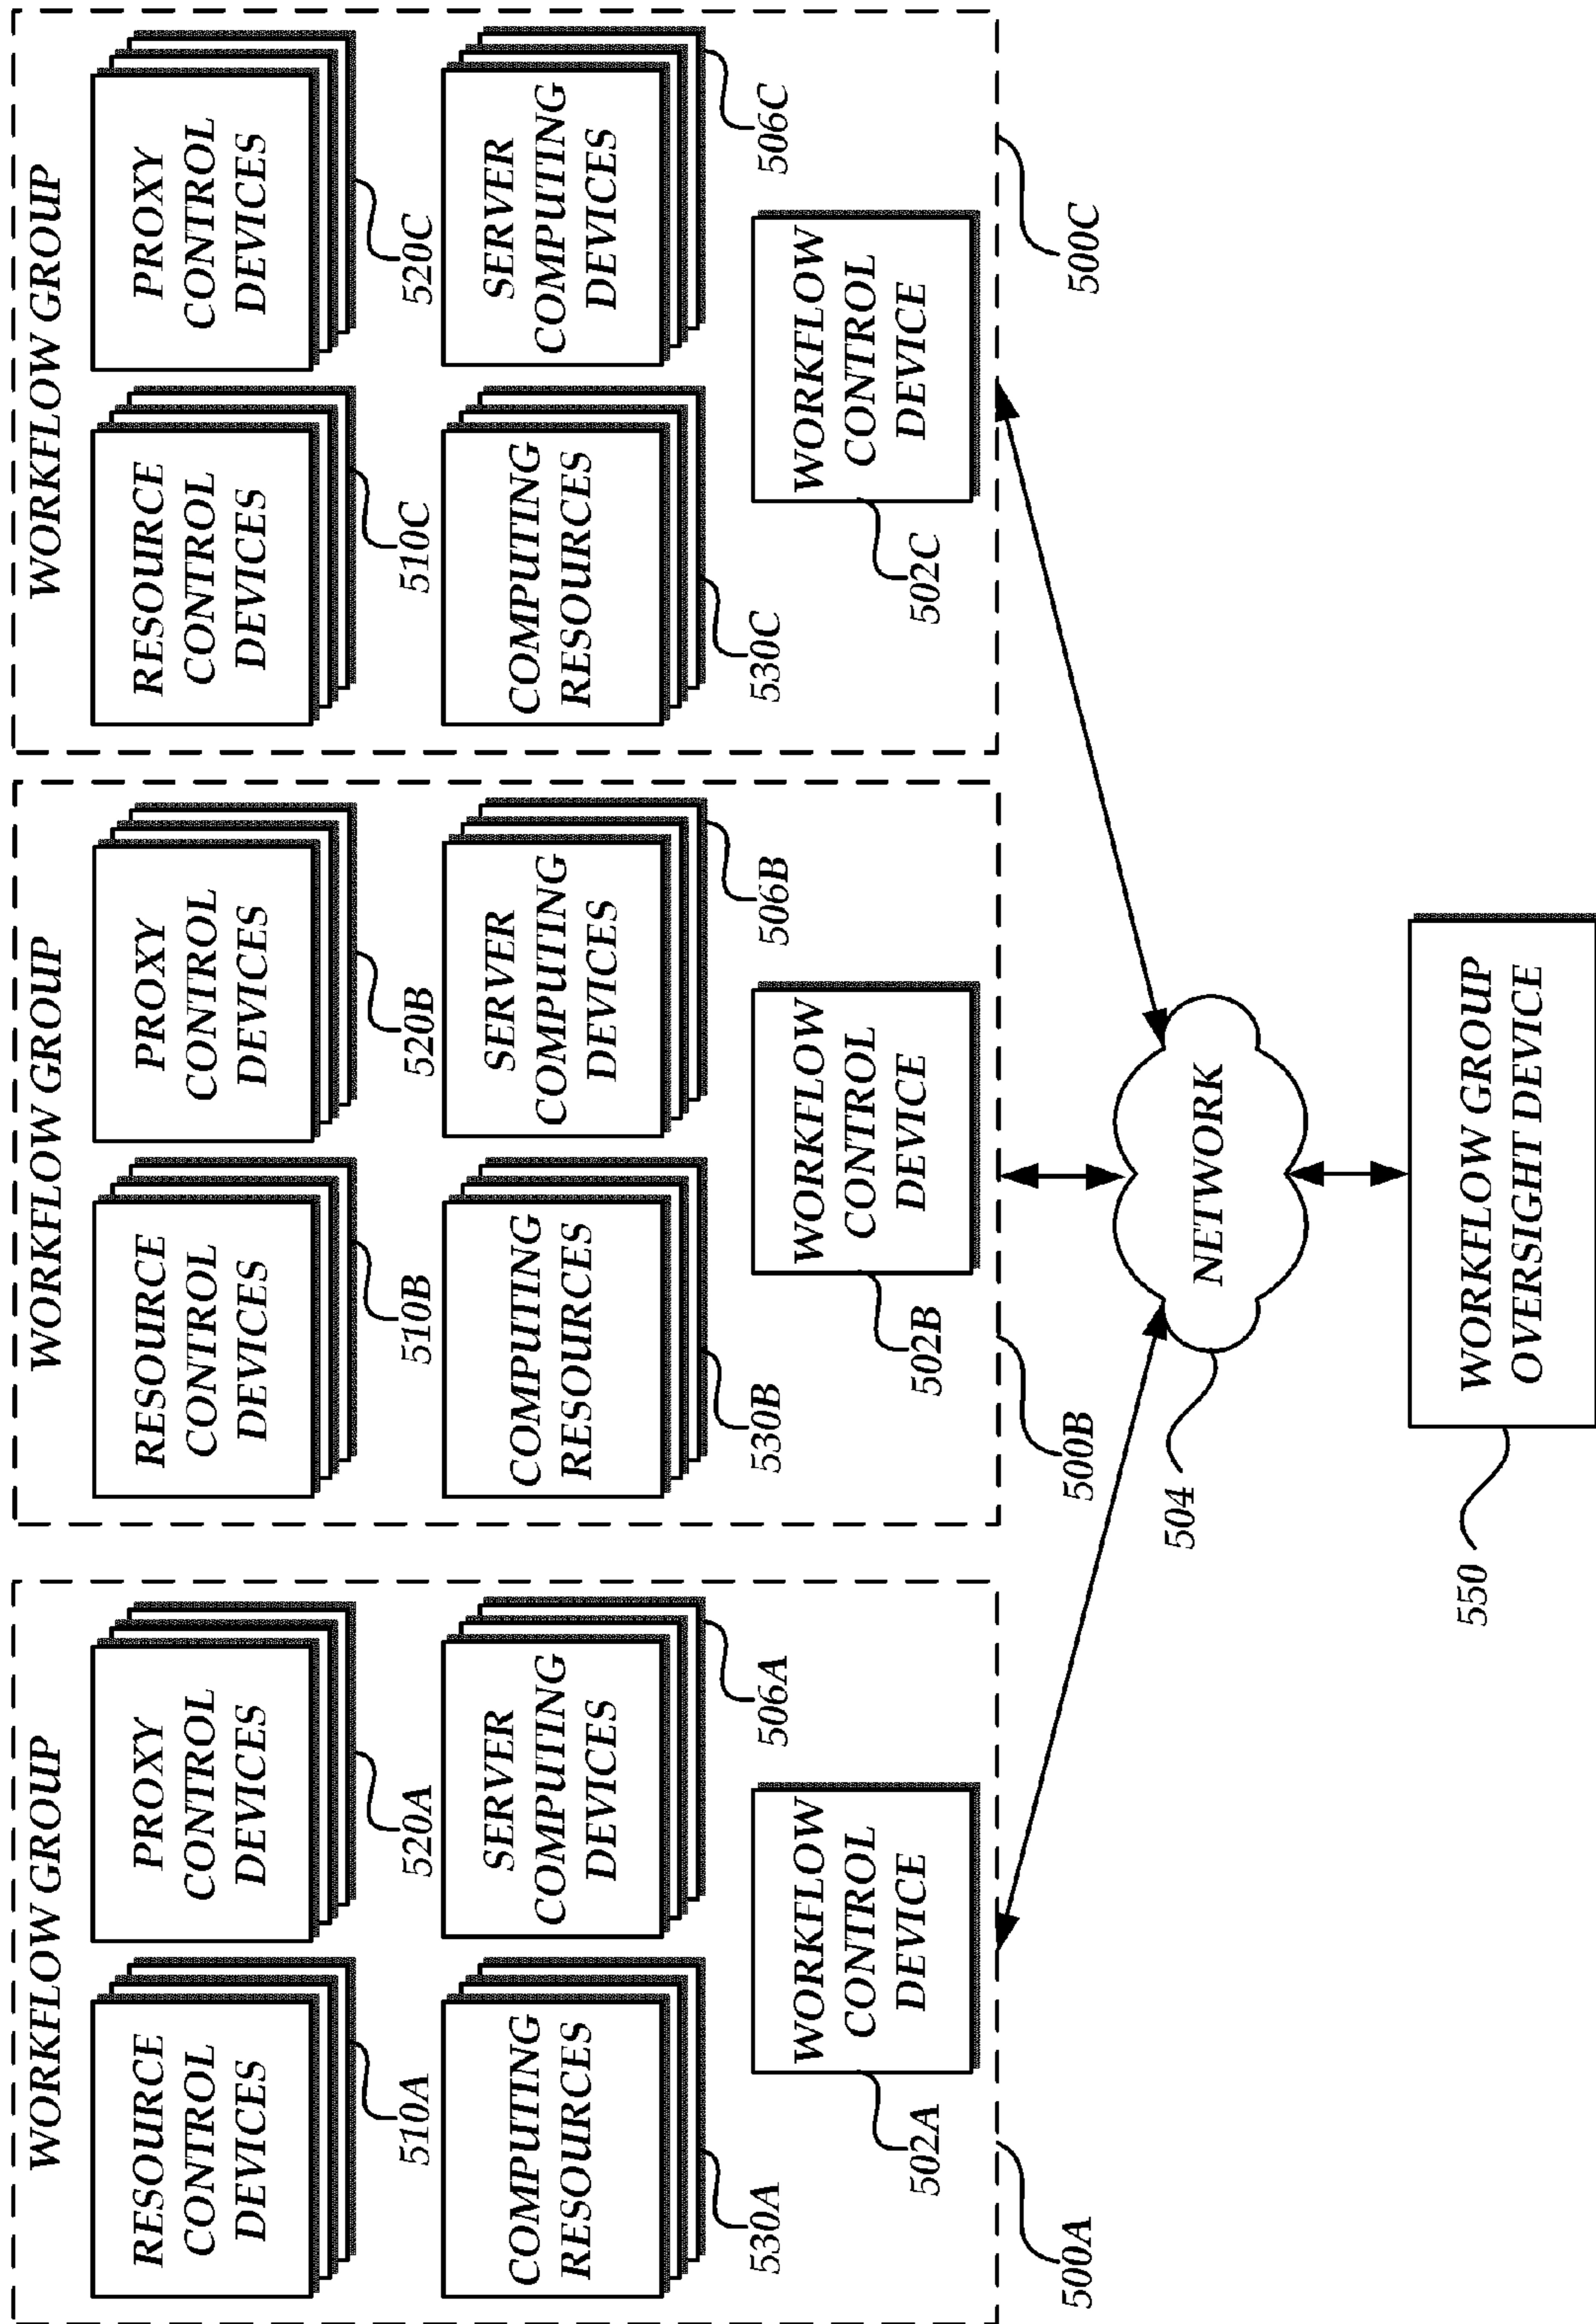 WORKFLOW GROUP
RESOURCE
CONTROL
DEVICES
510A
PROXY
CONTROL
DEVICES
520A
COMPUTING
RESOURCES
530A
SERVER
COMPUTING
DEVICES
506A
WORKFLOW
CONTROL
DEVICE
502A
500A
WORKFLOW GROUP
RESOURCE
CONTROL
DEVICES
510B
PROXY
CONTROL
DEVICES
520B
COMPUTING
RESOURCES
530B
SERVER
COMPUTING
DEVICES
506B
WORKFLOW
CONTROL
DEVICE
502B
500B
WORKFLOW GROUP
RESOURCE
CONTROL
DEVICES
510C
PROXY
CONTROL
DEVICES
520C
COMPUTING
RESOURCES
530C
SERVER
COMPUTING
DEVICES
506C
WORKFLOW
CONTROL
DEVICE
502C
500C
NETWORK
504
WORKFLOW GROUP
OVERSIGHT DEVICE
550